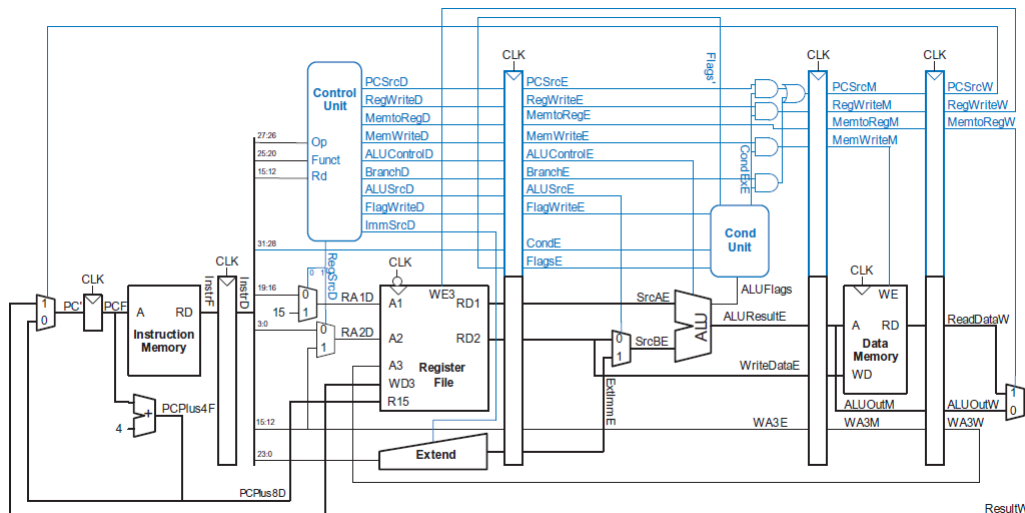 CLK
CLK
CLK
Flags'
PCSrcD
PCSrcE
PCSrcM
PCSrcW
Control
Unit
RegWriteD
RegWriteE
RegWriteM
RegWriteW
MemtoRegD
MemtoRegE
MemtoRegM
MemtoRegW
MemWriteD
MemWriteE
MemWriteM
27:26
Op
ALUControlD
ALUControlE
25:20
Funct
BranchD
BranchE
CondExE
15:12
Rd
ALUSrcD
ALUSrcE
FlagWriteD
FlagWriteE
Cond
Unit
ImmSrcD
31:28
CondE
FlagsE
RegSrcD
CLK
CLK
CLK
CLK
0 1
ALUFlags
InstrF
InstrD
19:16
0
1
15
RA1D
A1
WE3
RD1
SrcAE
WE
1
0
PC'
PCF
A
RD
Instruction
Memory
3:0
0
1
RA2D
A2
RD2
0
1
SrcBE
ALU
ALUResultE
A
RD
Data
Memory
WD
ReadDataW
A3
Register
File
WD3
R15
WriteDataE
ExtImmE
+
4
PCPlus4F
ALUOutM
ALUOutW
1
0
15:12
WA3E
WA3M
WA3W
23:0
Extend
PCPlus8D
ResultW